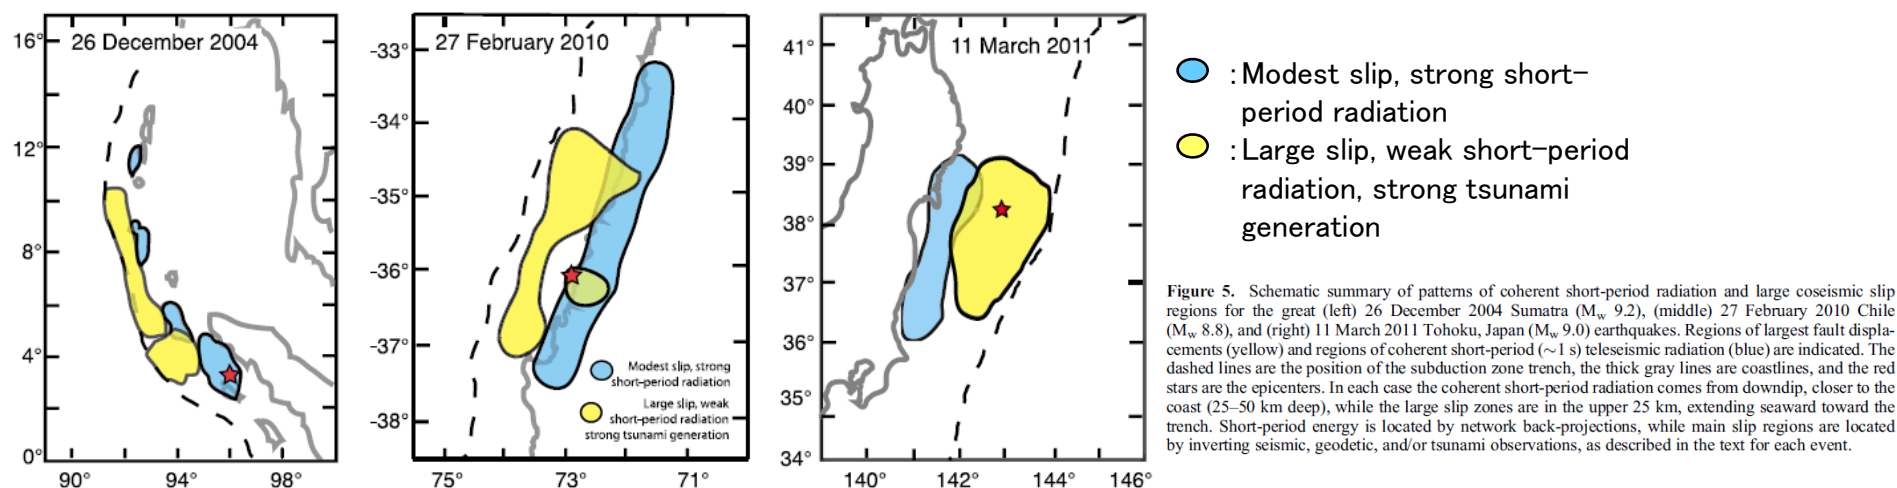 26 December 2004
16°
12°
8°
4°
0°
90°
94°
98°
27 February 2010
-33°
-34°
-35°
-36°
-37°
-38°
75°
73°
71°
Modest slip, strong
short-period radiation
Large slip, weak
short-period radiation
strong tsunami generation
11 March 2011
41°
40°
39°
38°
37°
36°
35°
34°
140°
142°
144°
146°
:Modest slip, strong short-
period radiation
:Large slip, weak short-period
radiation, strong tsunami
generation
Figure 5. Schematic summary of patterns of coherent short-period radiation and large coseismic slip
regions for the great (left) 26 December 2004 Sumatra (Mw 9.2), (middle) 27 February 2010 Chile
(Mw 8.8), and (right) 11 March 2011 Tohoku, Japan (Mw 9.0) earthquakes. Regions of largest fault displa-
cements (yellow) and regions of coherent short-period (∼1 s) teleseismic radiation (blue) are indicated. The
dashed lines are the position of the subduction zone trench, the thick gray lines are coastlines, and the red
stars are the epicenters. In each case the coherent short-period radiation comes from downdip, closer to the
coast (25–50 km deep), while the large slip zones are in the upper 25 km, extending seaward toward the
trench. Short-period energy is located by network back-projections, while main slip regions are located
by inverting seismic, geodetic, and/or tsunami observations, as described in the text for each event.